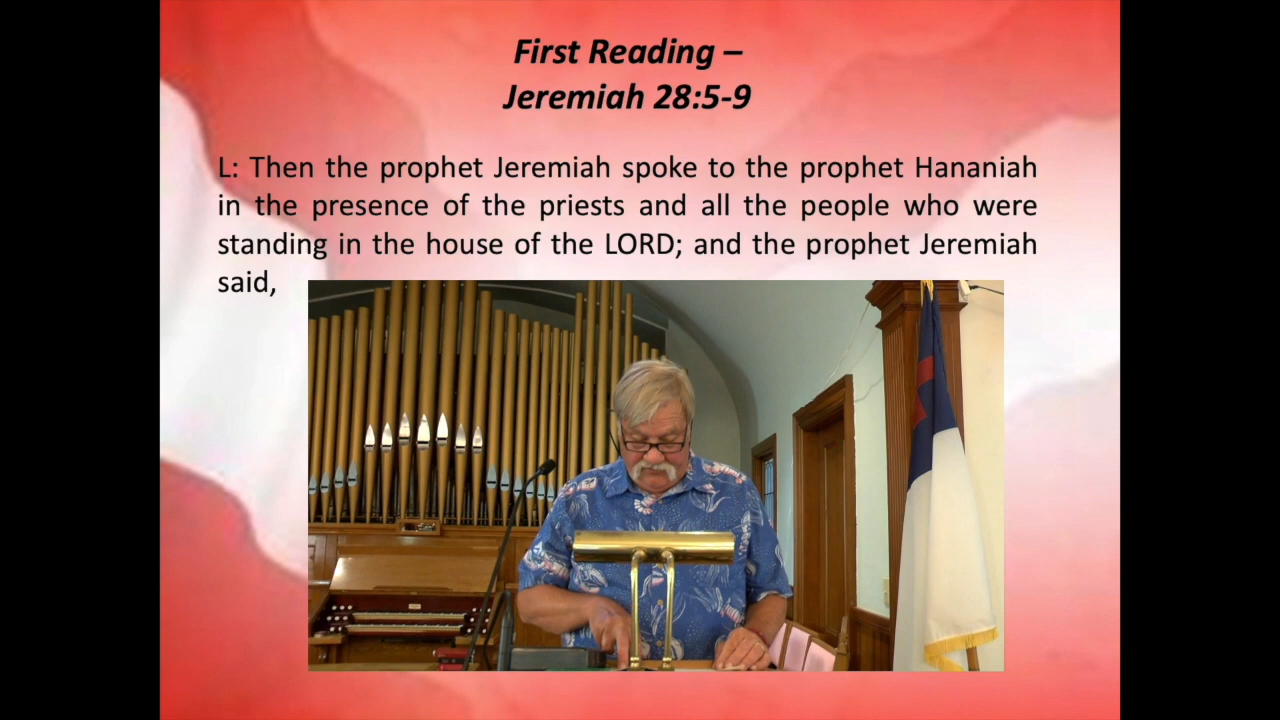 First Reading –
Jeremiah 28:5-9
L: Then the prophet Jeremiah spoke to the prophet Hananiah
in the presence of the priests and all the people who were
standing in the house of the LORD; and the prophet Jeremiah
said,